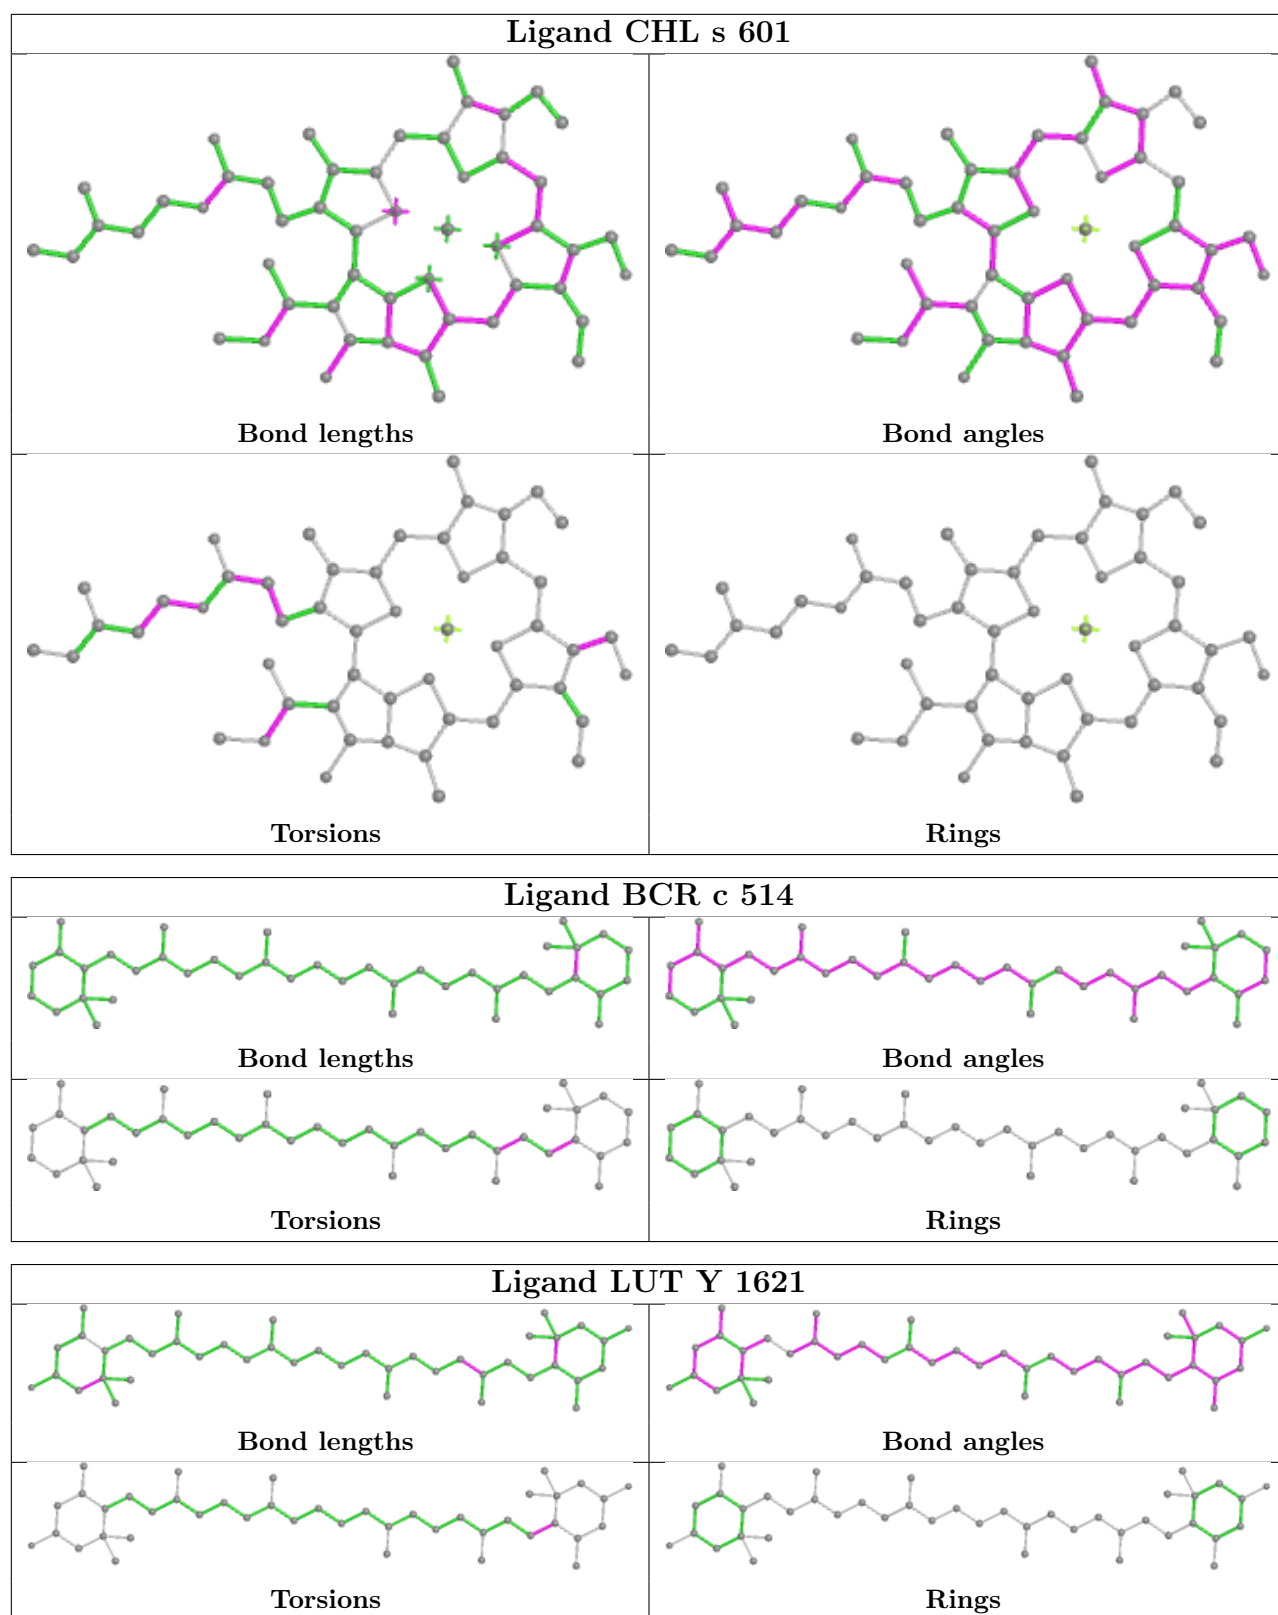 Ligand CHL s 601
Bond lengths
Bond angles
Torsions
Rings
Ligand BCR c 514
Bond lengths
Bond angles
Torsions
Rings
Ligand LUT Y 1621
Bond lengths
Bond angles
Torsions
Rings